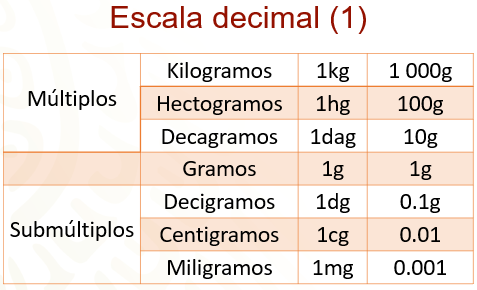 Escala decimal (1)
Múltiplos
Kilogramos 1kg 1 000g
Hectogramos 1hg 100g
Decagramos 1dag 10g
Gramos 1g 1g
Submúltiplos
Decigramos 1dg 0.1g
Centigramos 1cg 0.01
Miligramos 1mg 0.001